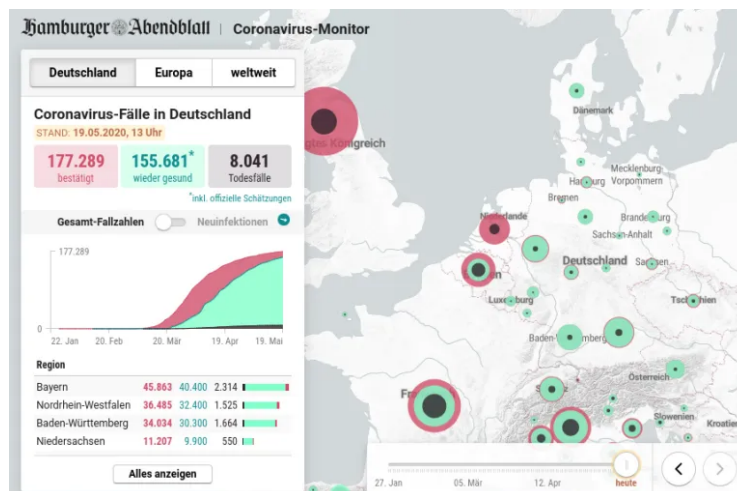 Hamburger Abendblatt | Coronavirus-Monitor
Deutschland Europa weltweit
Coronavirus-Fälle in Deutschland
STAND: 19.05.2020, 13 Uhr
177.289 155.681* 8.041
bestätigt wieder gesund Todesfälle
*inkl. offizielle Schätzungen
Gesamt-Fallzahlen Neuinfektionen
177.289
0
22. Jan 20. Feb 20. Mär 19. Apr 19. Mai
Region
Bayern 45.863 40.400 2.314
Nordrhein-Westfalen 36.485 32.400 1.525
Baden-Württemberg 34.034 30.300 1.664
Niedersachsen 11.207 9.900 550
Alles anzeigen
Dänemark
Königreich
Mecklenburg
Hamburg Vorpommern
Bremen
Niederlande
Brandenburg
Sachsen-Anhalt
Deutschland Sachsen
Luxemburg
Tschechien
Österreich
Slowenien
Kroatie
27. Jan 05. Mär 12. Apr heute